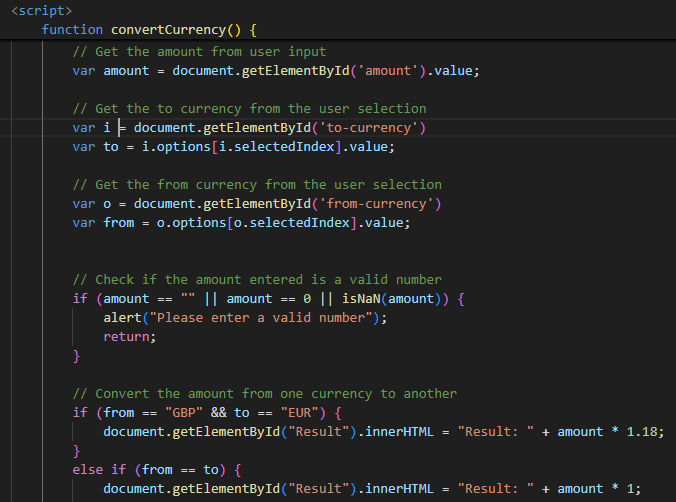 <script>
function convertCurrency() {
// Get the amount from user input
var amount = document.getElementById('amount').value;
// Get the to currency from the user selection
var i = document.getElementById('to-currency')
var to = i.options[i.selectedIndex].value;
// Get the from currency from the user selection
var o = document.getElementById('from-currency')
var from = o.options[o.selectedIndex].value;
// Check if the amount entered is a valid number
if (amount == "" || amount == 0 || isNaN(amount)) {
alert("Please enter a valid number");
return;
}
// Convert the amount from one currency to another
if (from == "GBP" && to == "EUR") {
document.getElementById("Result").innerHTML = "Result: " + amount * 1.18;
}
else if (from == to) {
document.getElementById("Result").innerHTML = "Result: " + amount * 1;